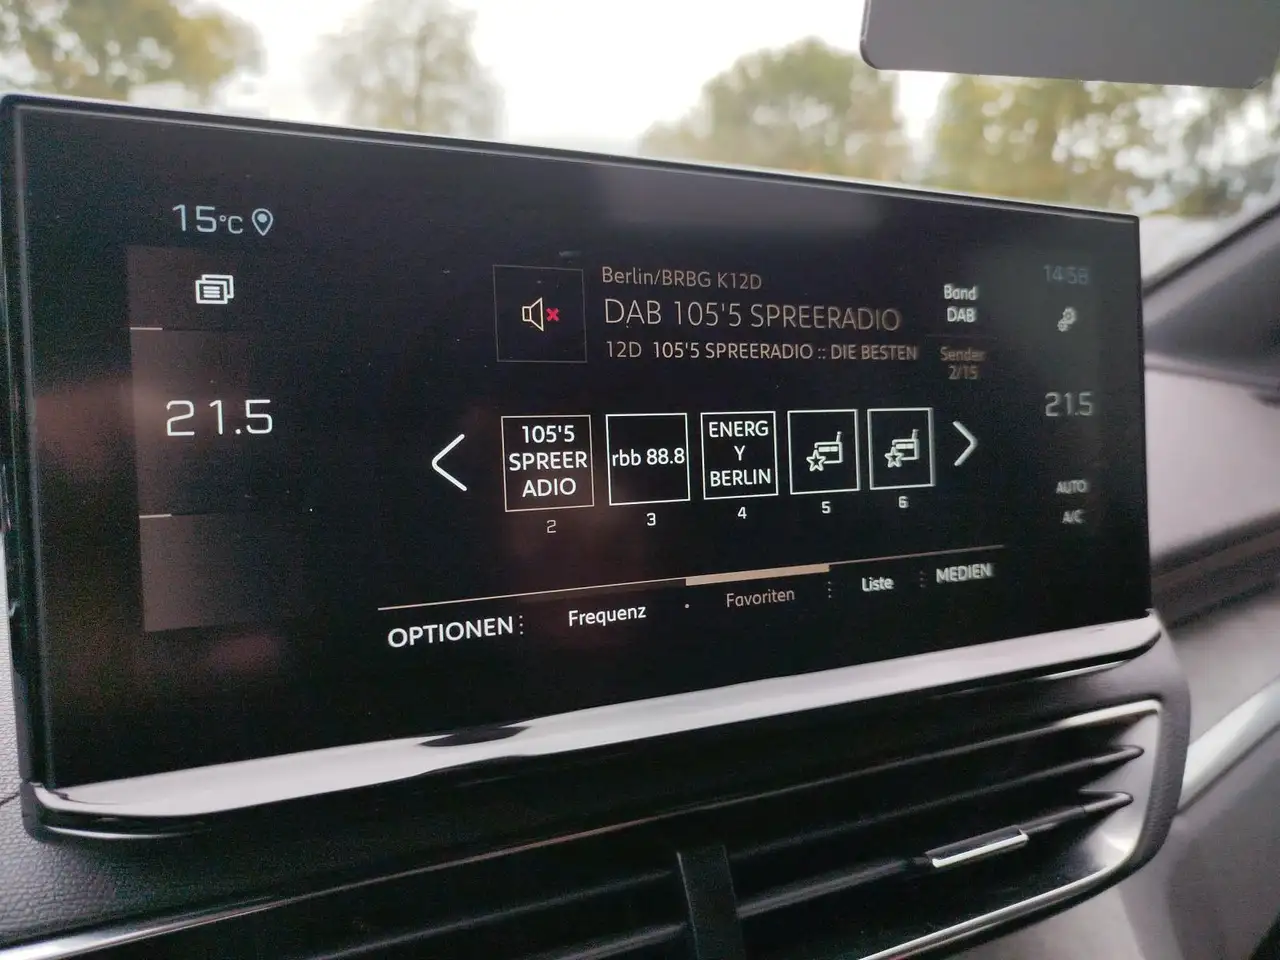 15°C
21.5
Berlin/BRBG K12D
DAB 105'5 SPREERADIO
12D 105'5 SPREERADIO :: DIE BESTEN
Band
DAB
Sender
2/15
14:58
21.5
AUTO
A/C
105'5
SPREER
ADIO
2
rbb 88.8
3
ENERG
Y
BERLIN
4
5
6
OPTIONEN
Frequenz
Favoriten
Liste
MEDIEN